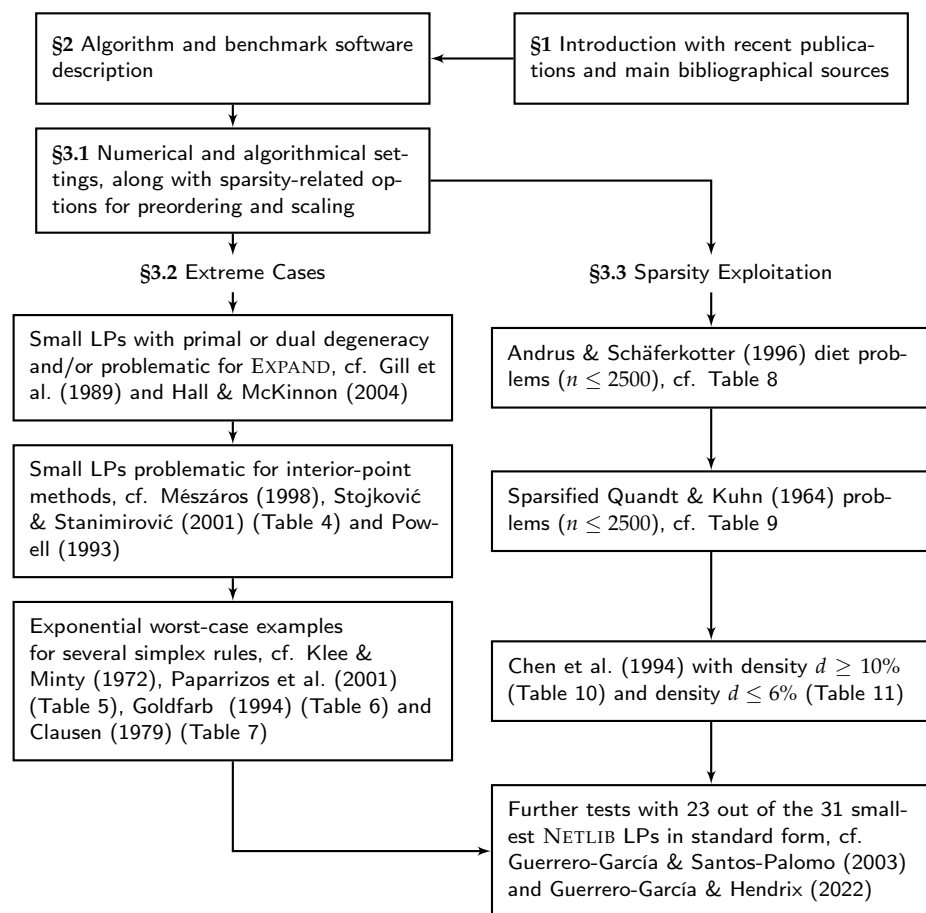 §2 Algorithm and benchmark software
description
§1 Introduction with recent publica-
tions and main bibliographical sources
§3.1 Numerical and algorithmical set-
tings, along with sparsity-related op-
tions for preordering and scaling
§3.2 Extreme Cases
Small LPs with primal or dual degeneracy
and/or problematic for EXPAND, cf. Gill et
al. (1989) and Hall & McKinnon (2004)
Small LPs problematic for interior-point
methods, cf. Mészáros (1998), Stojković
& Stanimirović (2001) (Table 4) and Pow-
ell (1993)
Exponential worst-case examples
for several simplex rules, cf. Klee &
Minty (1972), Paparrizos et al. (2001)
(Table 5), Goldfarb (1994) (Table 6) and
Clausen (1979) (Table 7)
§3.3 Sparsity Exploitation
Andrus & Schäferkotter (1996) diet prob-
lems (n ≤ 2500), cf. Table 8
Sparsified Quandt & Kuhn (1964) prob-
lems (n ≤ 2500), cf. Table 9
Chen et al. (1994) with density d ≥ 10%
(Table 10) and density d ≤ 6% (Table 11)
Further tests with 23 out of the 31 small-
est NETLIB LPs in standard form, cf.
Guerrero-García & Santos-Palomo (2003)
and Guerrero-García & Hendrix (2022)